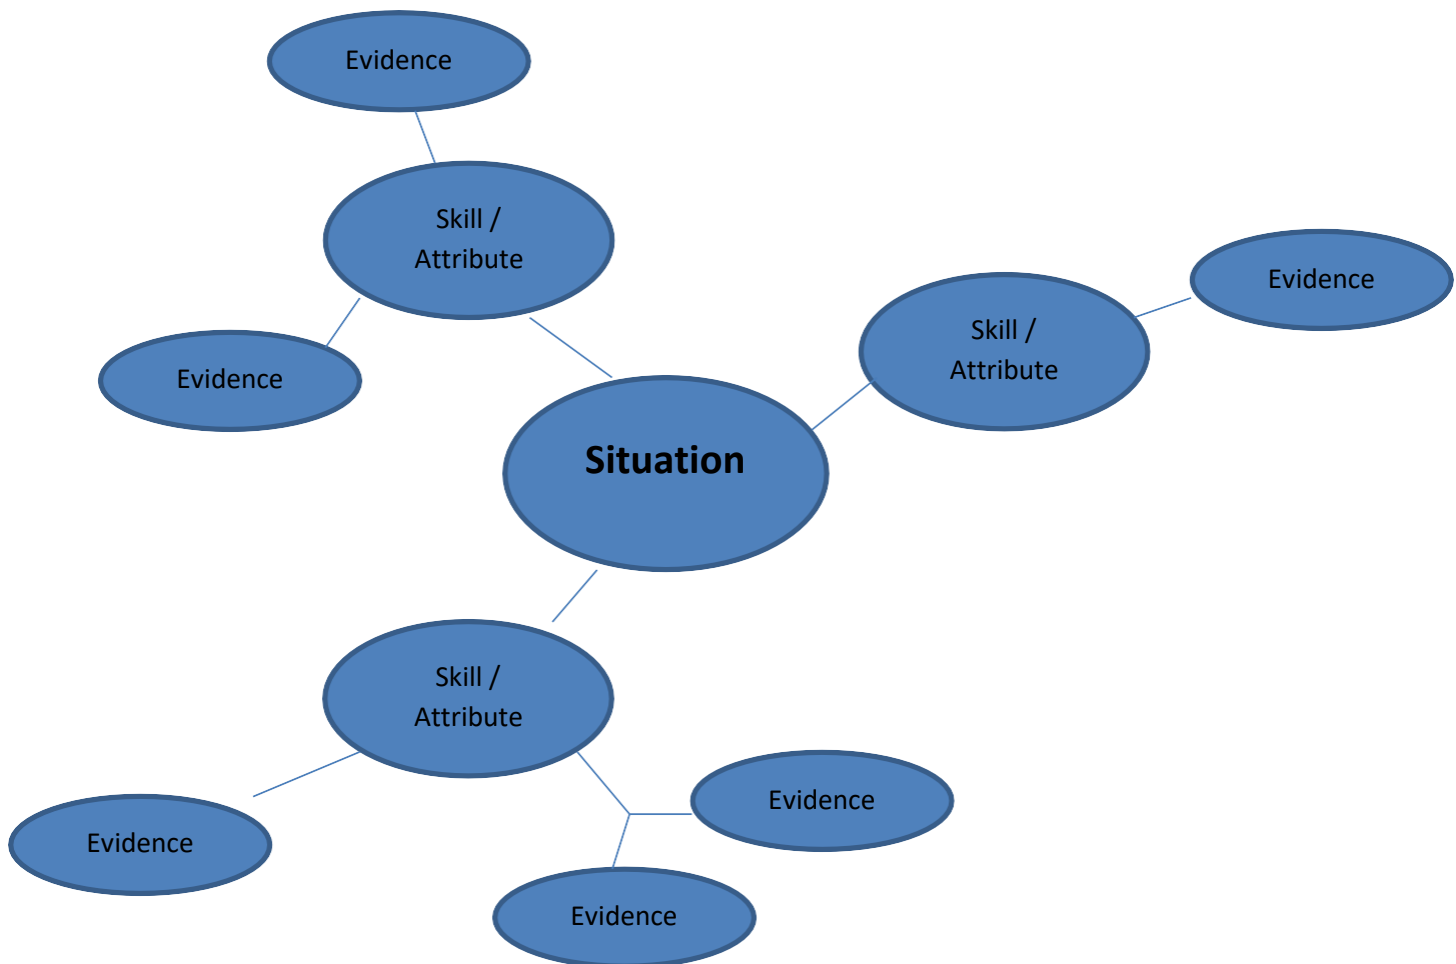 Evidence
Skill /
Attribute
Evidence
Skill /
Attribute
Evidence
Situation
Skill /
Attribute
Evidence
Evidence
Evidence